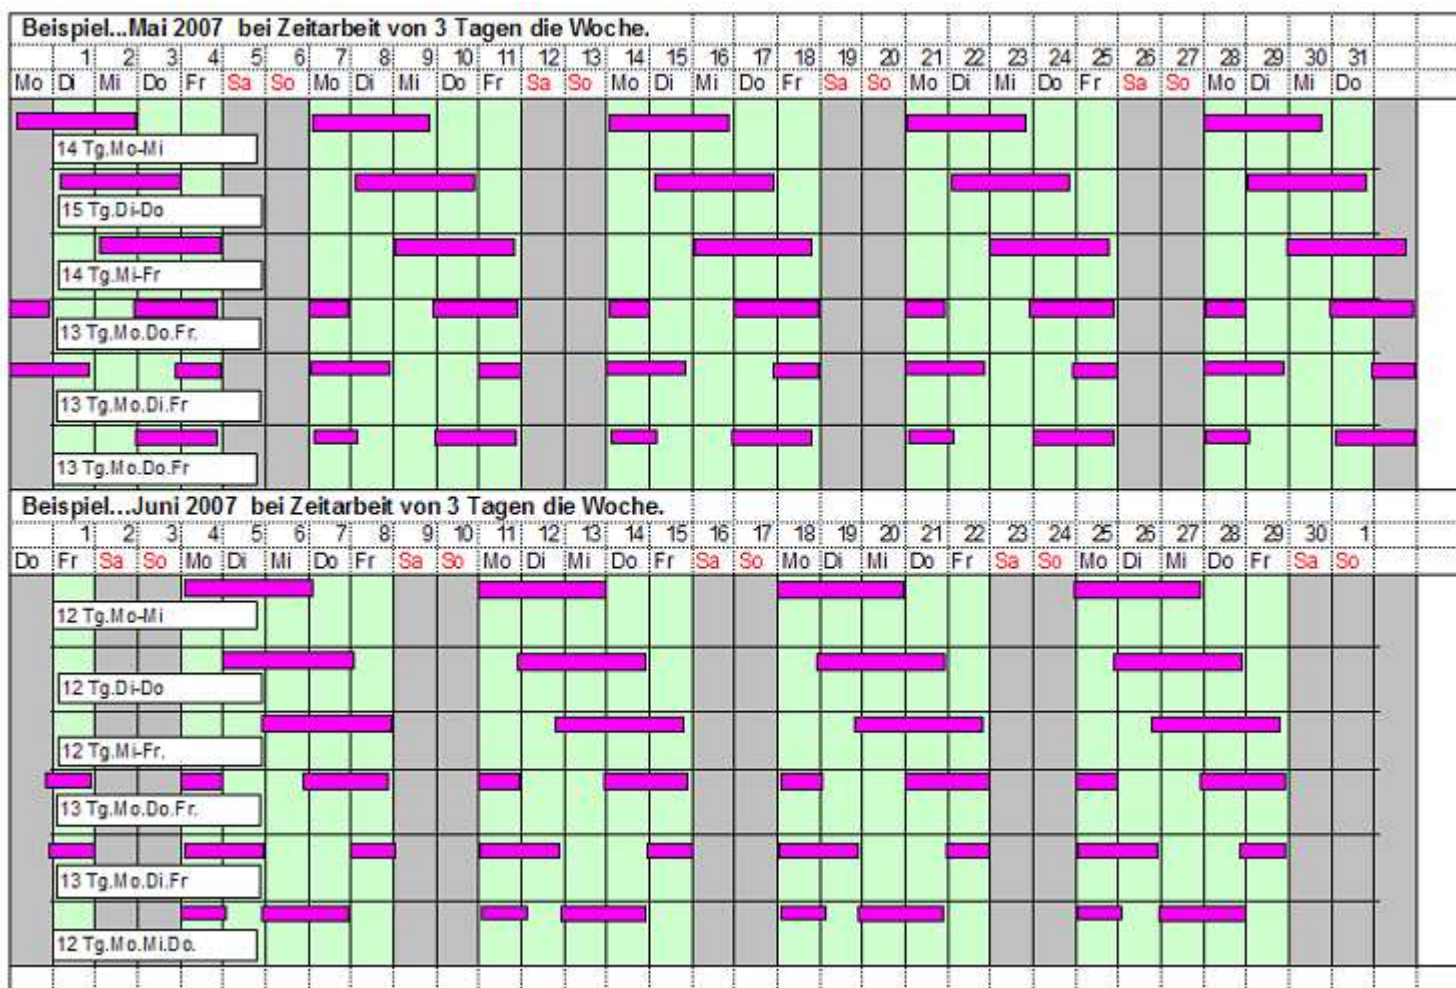 Beispiel...Mai 2007 bei Zeitarbeit von 3 Tagen die Woche.
1 2 3 4 5 6 7 8 9 10 11 12 13 14 15 16 17 18 19 20 21 22 23 24 25 26 27 28 29 30 31
Mo Di Mi Do Fr Sa So Mo Di Mi Do Fr Sa So Mo Di Mi Do Fr Sa So Mo Di Mi Do Fr Sa So Mo Di Mi Do
14 Tg.Mo-Mi
15 Tg.Di-Do
14 Tg.Mi-Fr
13 Tg.Mo.Do.Fr.
13 Tg.Mo.Di.Fr
13 Tg.Mo.Do.Fr
Beispiel...Juni 2007 bei Zeitarbeit von 3 Tagen die Woche.
1 2 3 4 5 6 7 8 9 10 11 12 13 14 15 16 17 18 19 20 21 22 23 24 25 26 27 28 29 30 1
Do Fr Sa So Mo Di Mi Do Fr Sa So Mo Di Mi Do Fr Sa So Mo Di Mi Do Fr Sa So Mo Di Mi Do Fr Sa So
12 Tg.Mo-Mi
12 Tg.Di-Do
12 Tg.Mi-Fr.
13 Tg.Mo.Do.Fr.
13 Tg.Mo.Di.Fr
12 Tg.Mo.Mi.Do.